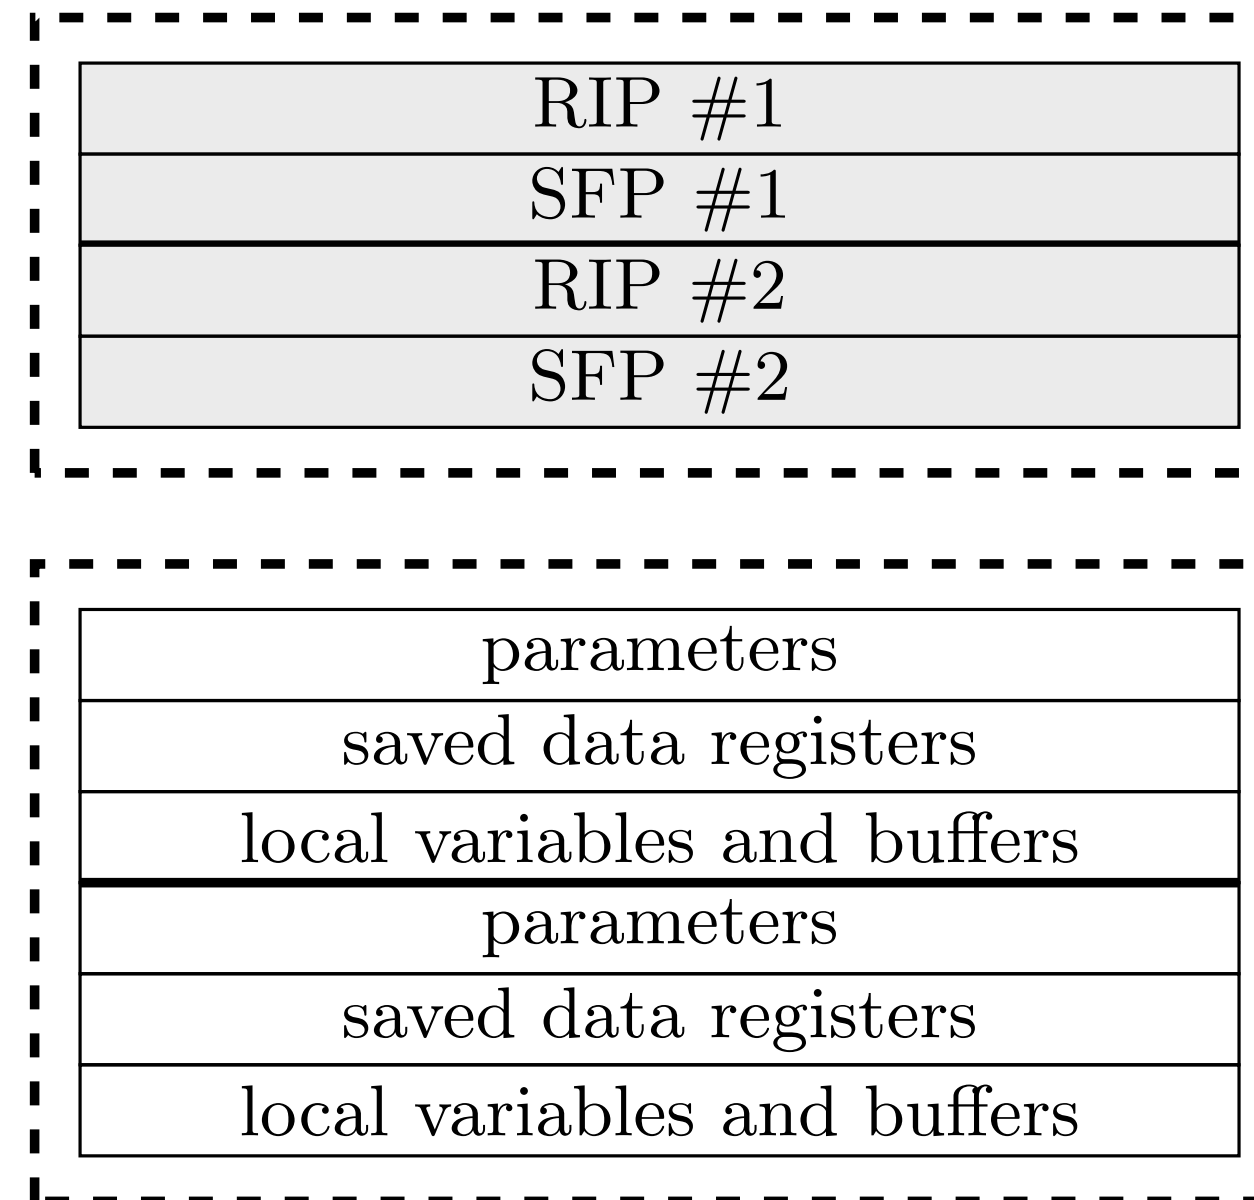 RIP #1
SFP #1
RIP #2
SFP #2
parameters
saved data registers
local variables and buffers
parameters
saved data registers
local variables and buffers